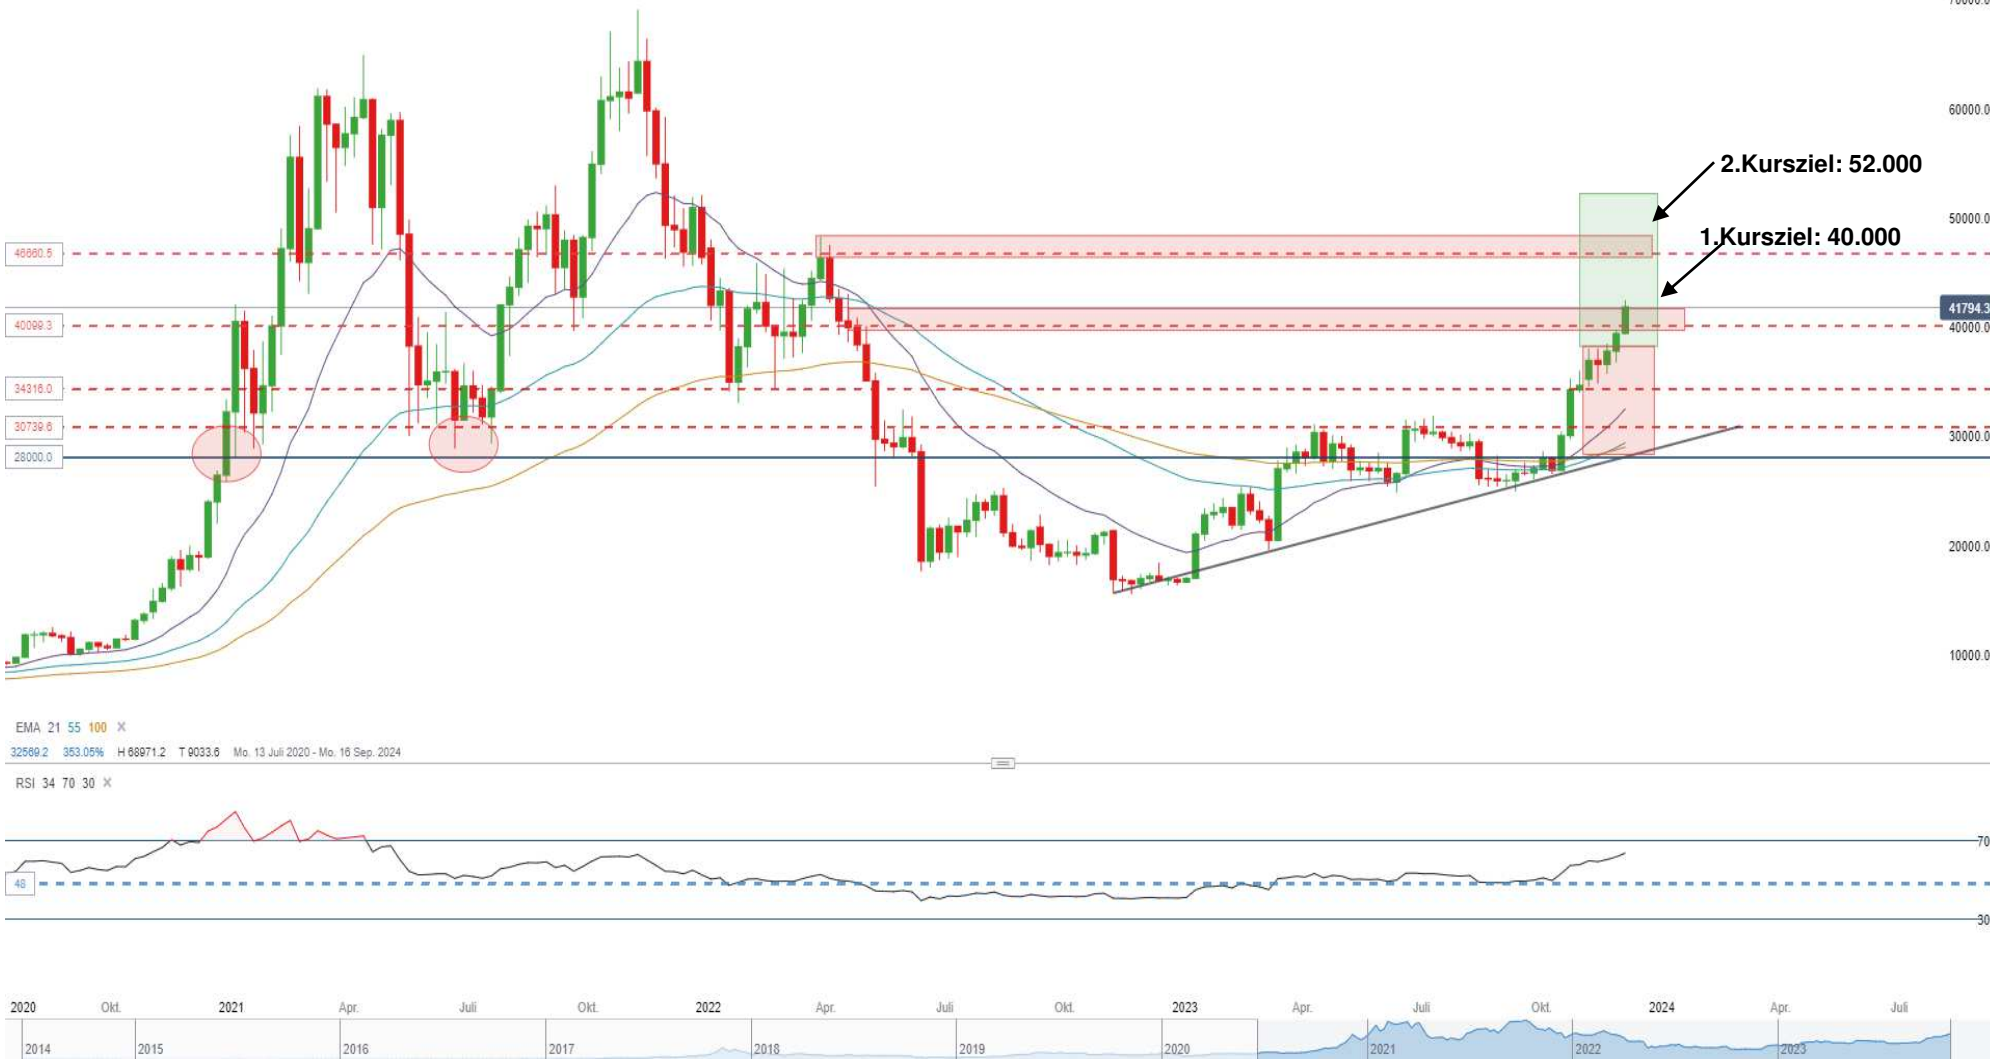 70000.0
60000.0
2.Kursziel: 52.000
50000.0
1.Kursziel: 40.000
46660.5
41794.3
40099.3
40000.0
34316.0
30739.6
30000.0
28000.0
20000.0
10000.0
EMA 21 55 100 ×
32569.2 353.05% H 68971.2 T 9033.6 Mo. 13 Juli 2020 - Mo. 16 Sep. 2024
RSI 34 70 30 ×
70
48
30
2020 Okt. 2021 Apr. Juli Okt. 2022 Apr. Juli Okt. 2023 Apr. Juli Okt. 2024 Apr. Juli
2014 2015 2016 2017 2018 2019 2020 2021 2022 2023